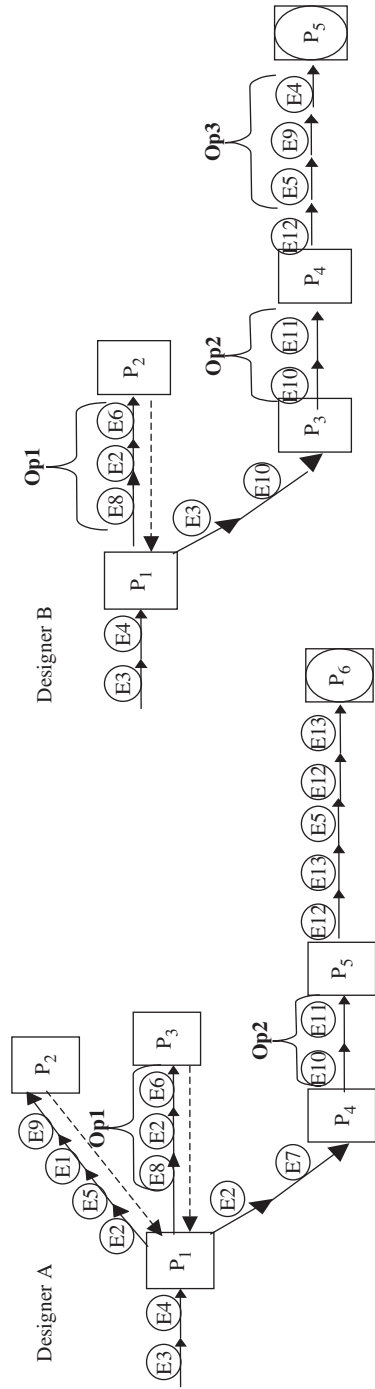 Designer A
E3
E4
P1
E2
E5
E1
E9
P2
Op1
E8
E2
E6
P3
E2
E7
P4
Op2
E10
E11
P5
E12
E13
E5
E12
E13
P6
Designer B
E3
E4
P1
Op1
E8
E2
E6
P2
E3
E10
P3
Op2
E10
E11
P4
E12
Op3
E5
E9
E4
P5